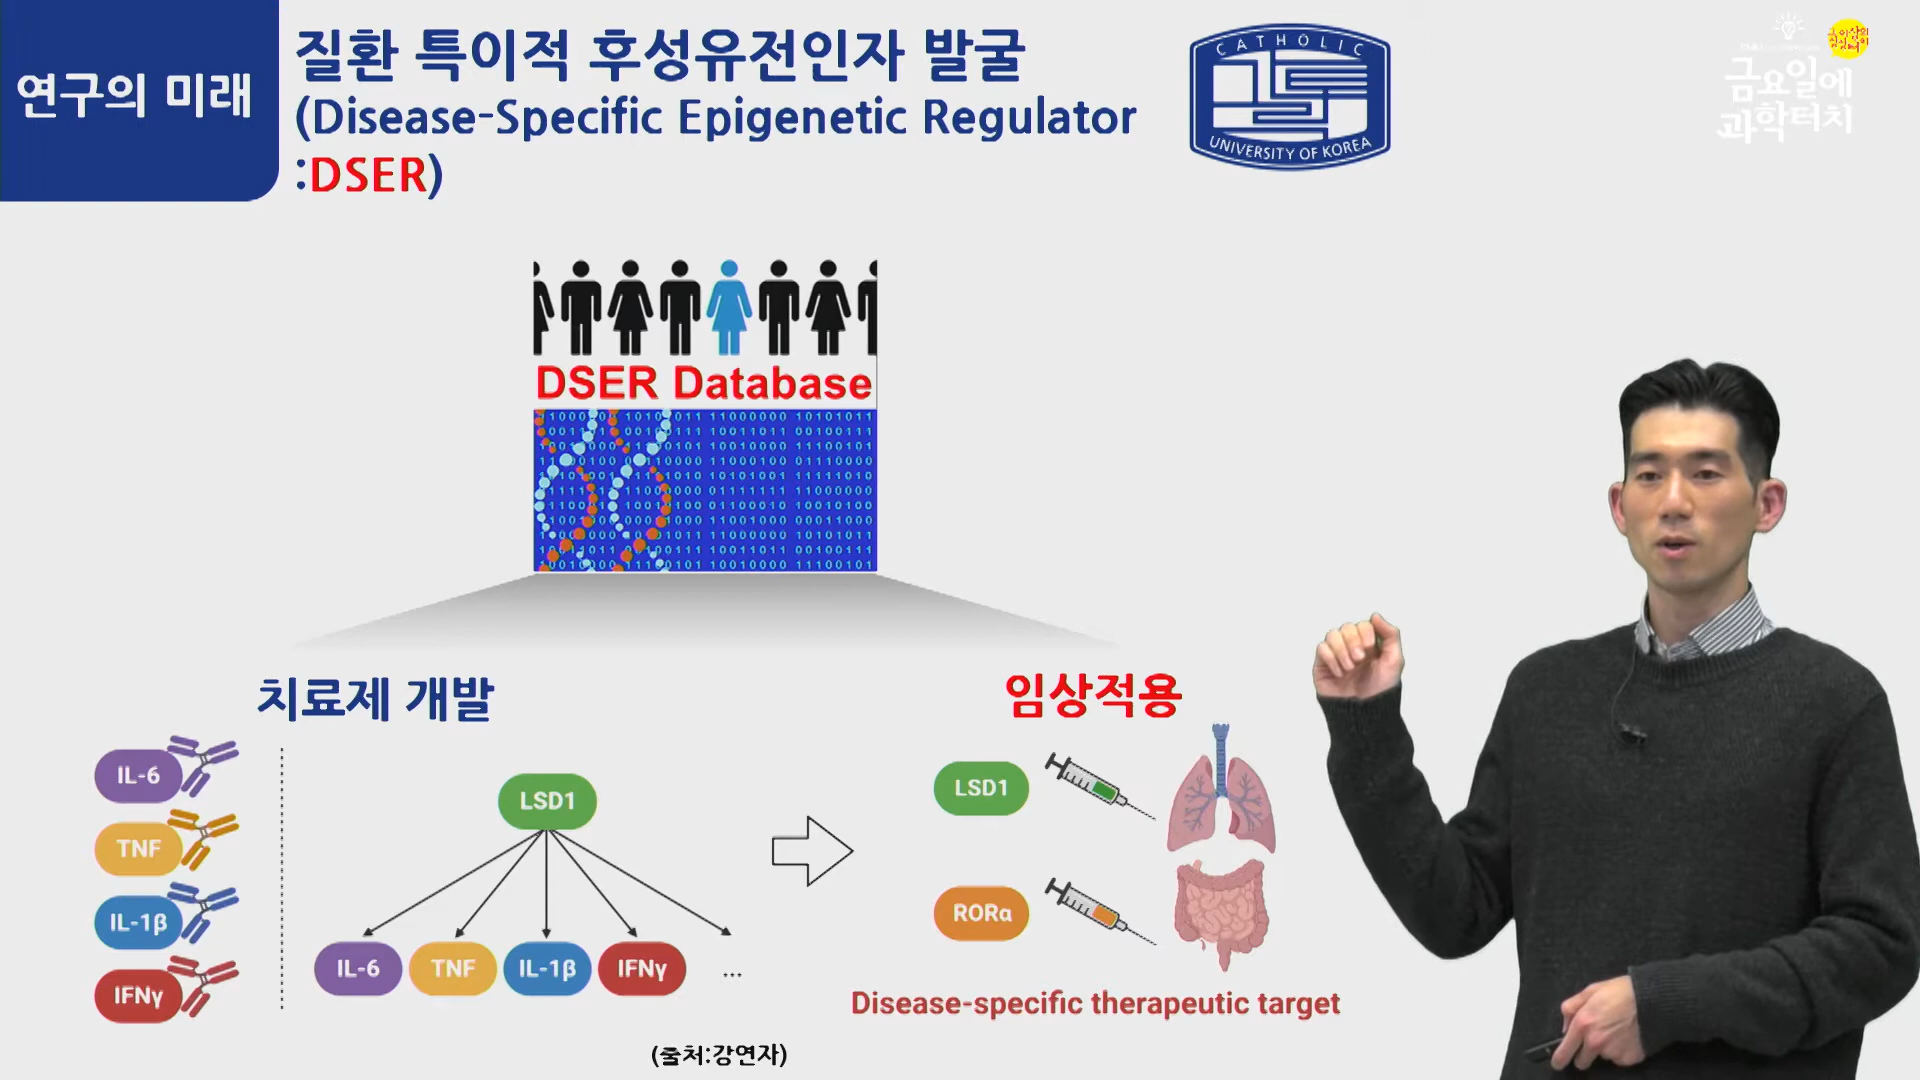 연구의 미래
질환 특이적 후성유전인자 발굴
(Disease-Specific Epigenetic Regulator
:DSER)
CATHOLIC
UNIVERSITY OF KOREA
금요일에
과학터치
DSER Database
치료제 개발
임상적용
IL-6
TNF
IL-1β
IFNγ
LSD1
IL-6
TNF
IL-1β
IFNγ
...
LSD1
RORα
Disease-specific therapeutic target
(출처:강연자)